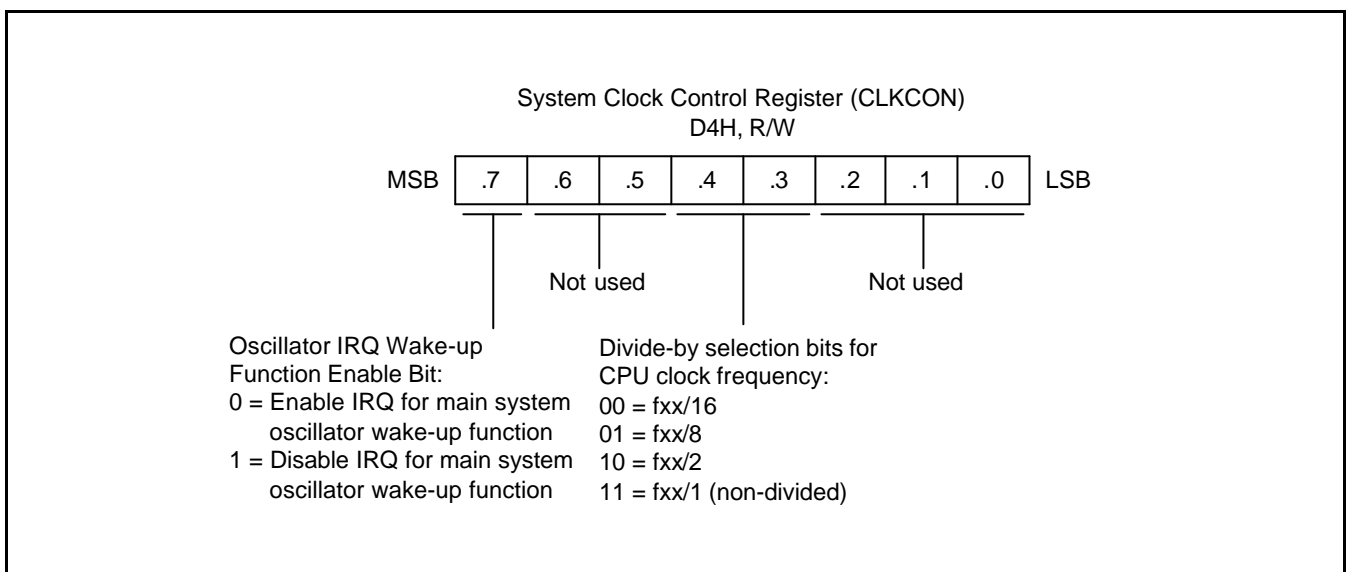 System Clock Control Register (CLKCON)
D4H, R/W
MSB .7 .6 .5 .4 .3 .2 .1 .0 LSB
Not used
Not used
Oscillator IRQ Wake-up
Function Enable Bit:
0 = Enable IRQ for main system
oscillator wake-up function
1 = Disable IRQ for main system
oscillator wake-up function
Divide-by selection bits for
CPU clock frequency:
00 = fxx/16
01 = fxx/8
10 = fxx/2
11 = fxx/1 (non-divided)